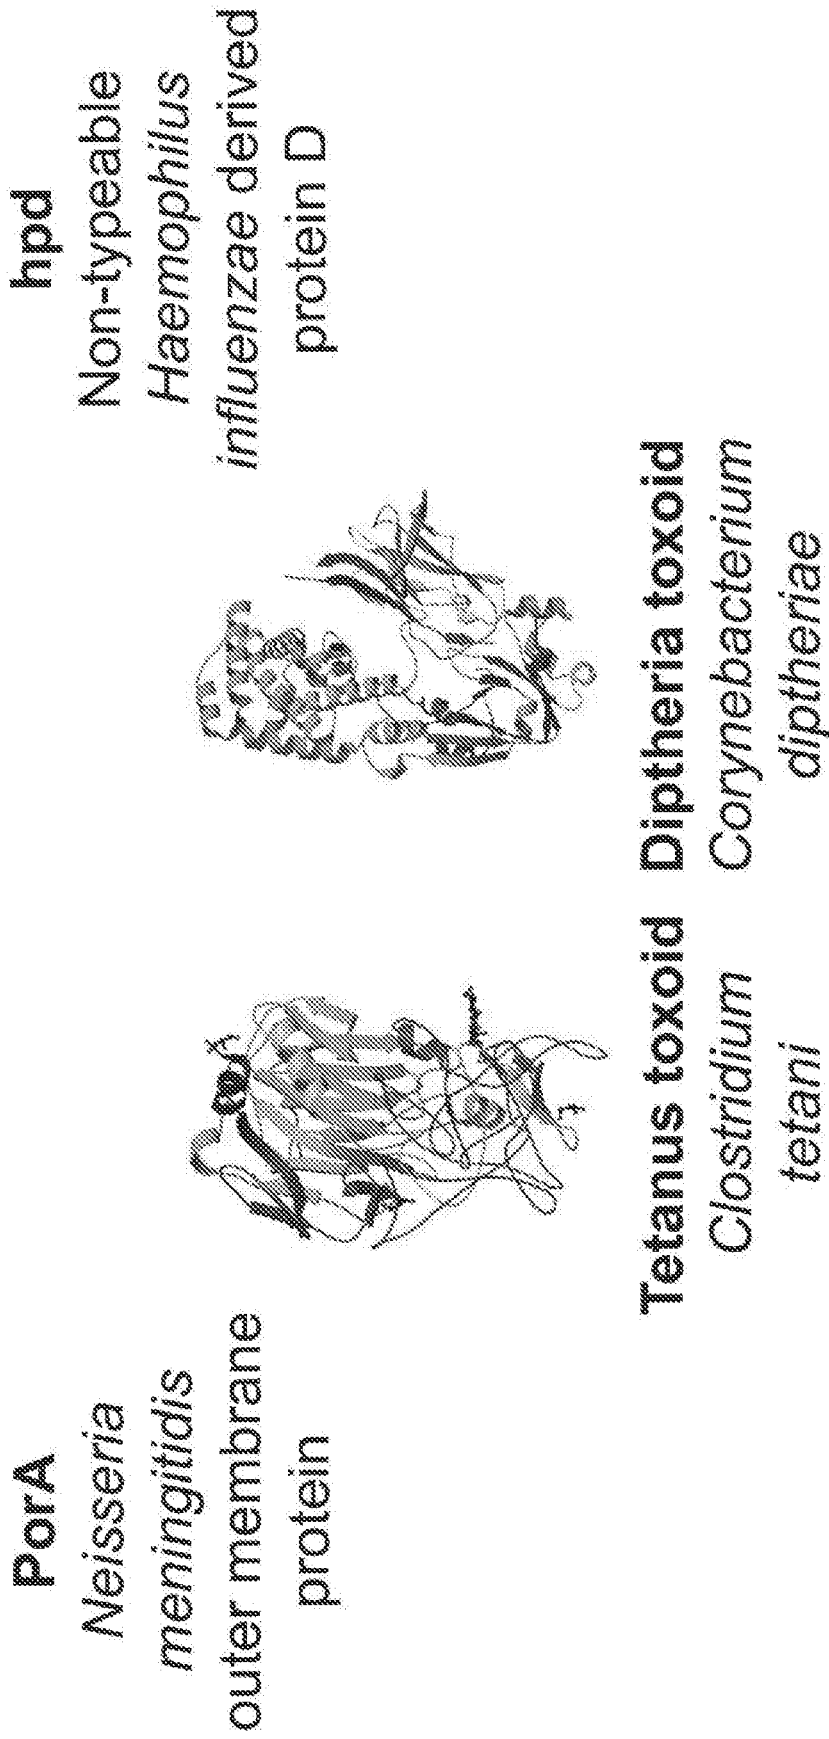 PorA
Neisseria
meningitidis
outer membrane
protein
hpd
Non-typeable
Haemophilus
influenzae derived
protein D
Tetanus toxoid
Clostridium
tetani
Diptheria toxoid
Corynebacterium
diptheriae